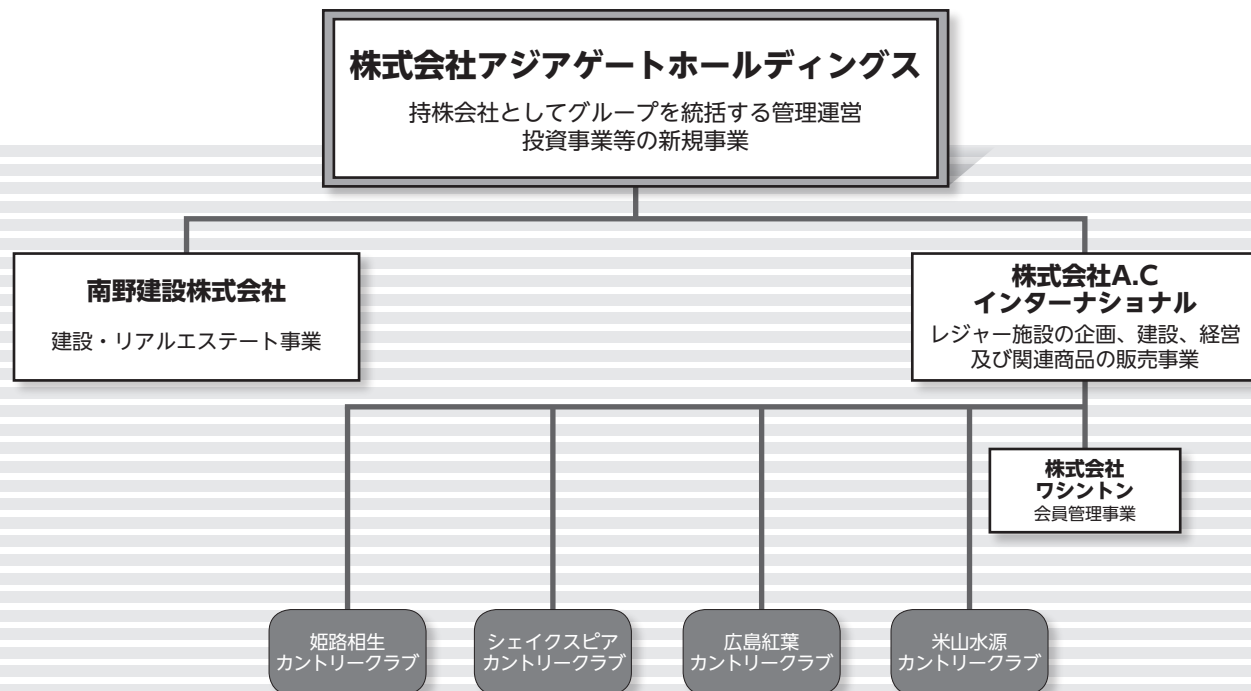 株式会社アジアゲートホールディングス
持株会社としてグループを統括する管理運営
投資事業等の新規事業
南野建設株式会社
建設・リアルエステート事業
株式会社A.C
インターナショナル
レジャー施設の企画、建設、経営
及び関連商品の販売事業
株式会社
ワシントン
会員管理事業
姫路相生
カントリークラブ
シェイクスピア
カントリークラブ
広島紅葉
カントリークラブ
米山水源
カントリークラブ